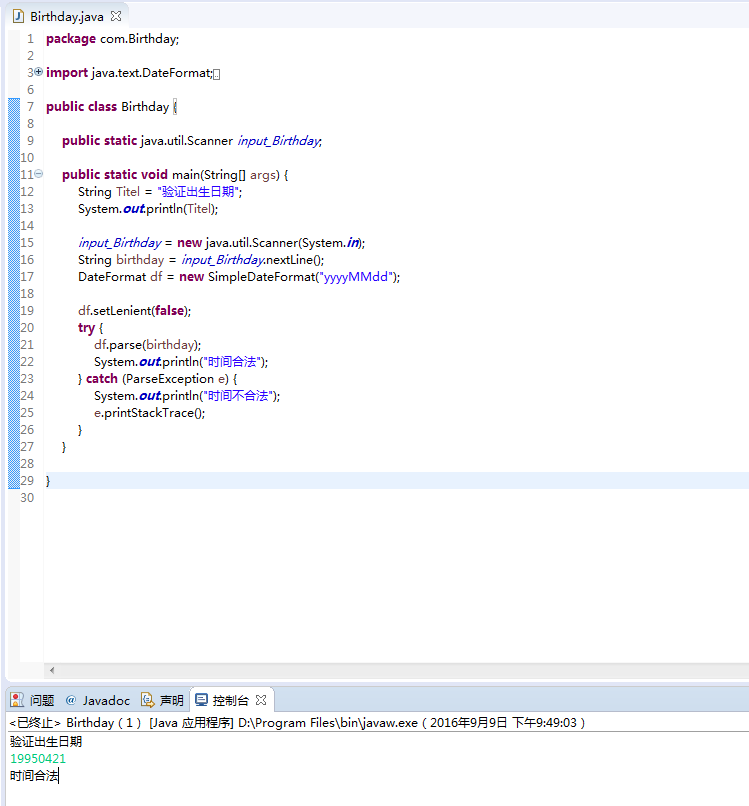 Birthday.java
1 package com.Birthday;
2
3 import java.text.DateFormat;
6
7 public class Birthday {
8
9 public static java.util.Scanner input_Birthday;
10
11 public static void main(String[] args) {
12 String Titel = "验证出生日期";
13 System.out.println(Titel);
14
15 input_Birthday = new java.util.Scanner(System.in);
16 String birthday = input_Birthday.nextLine();
17 DateFormat df = new SimpleDateFormat("yyyyMMdd");
18
19 df.setLenient(false);
20 try {
21 df.parse(birthday);
22 System.out.println("时间合法");
23 } catch (ParseException e) {
24 System.out.println("时间不合法");
25 e.printStackTrace();
26 }
27 }
28
29 }
30
问题 @ Javadoc 声明 控制台
<已终止> Birthday（1） [Java 应用程序] D:\Program Files\bin\javaw.exe（2016年9月9日 下午9:49:03）
验证出生日期
19950421
时间合法